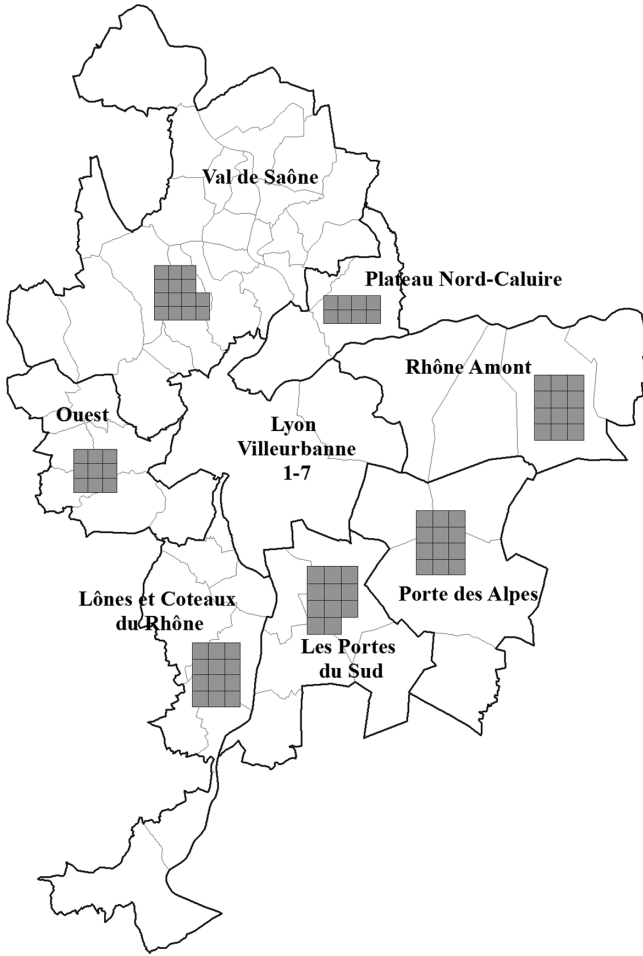 Val de Saône
Plateau Nord-Caluire
Rhône Amont
Ouest
Lyon
Villeurbanne
1-7
Lônes et Coteaux
du Rhône
Porte des Alpes
Les Portes
du Sud